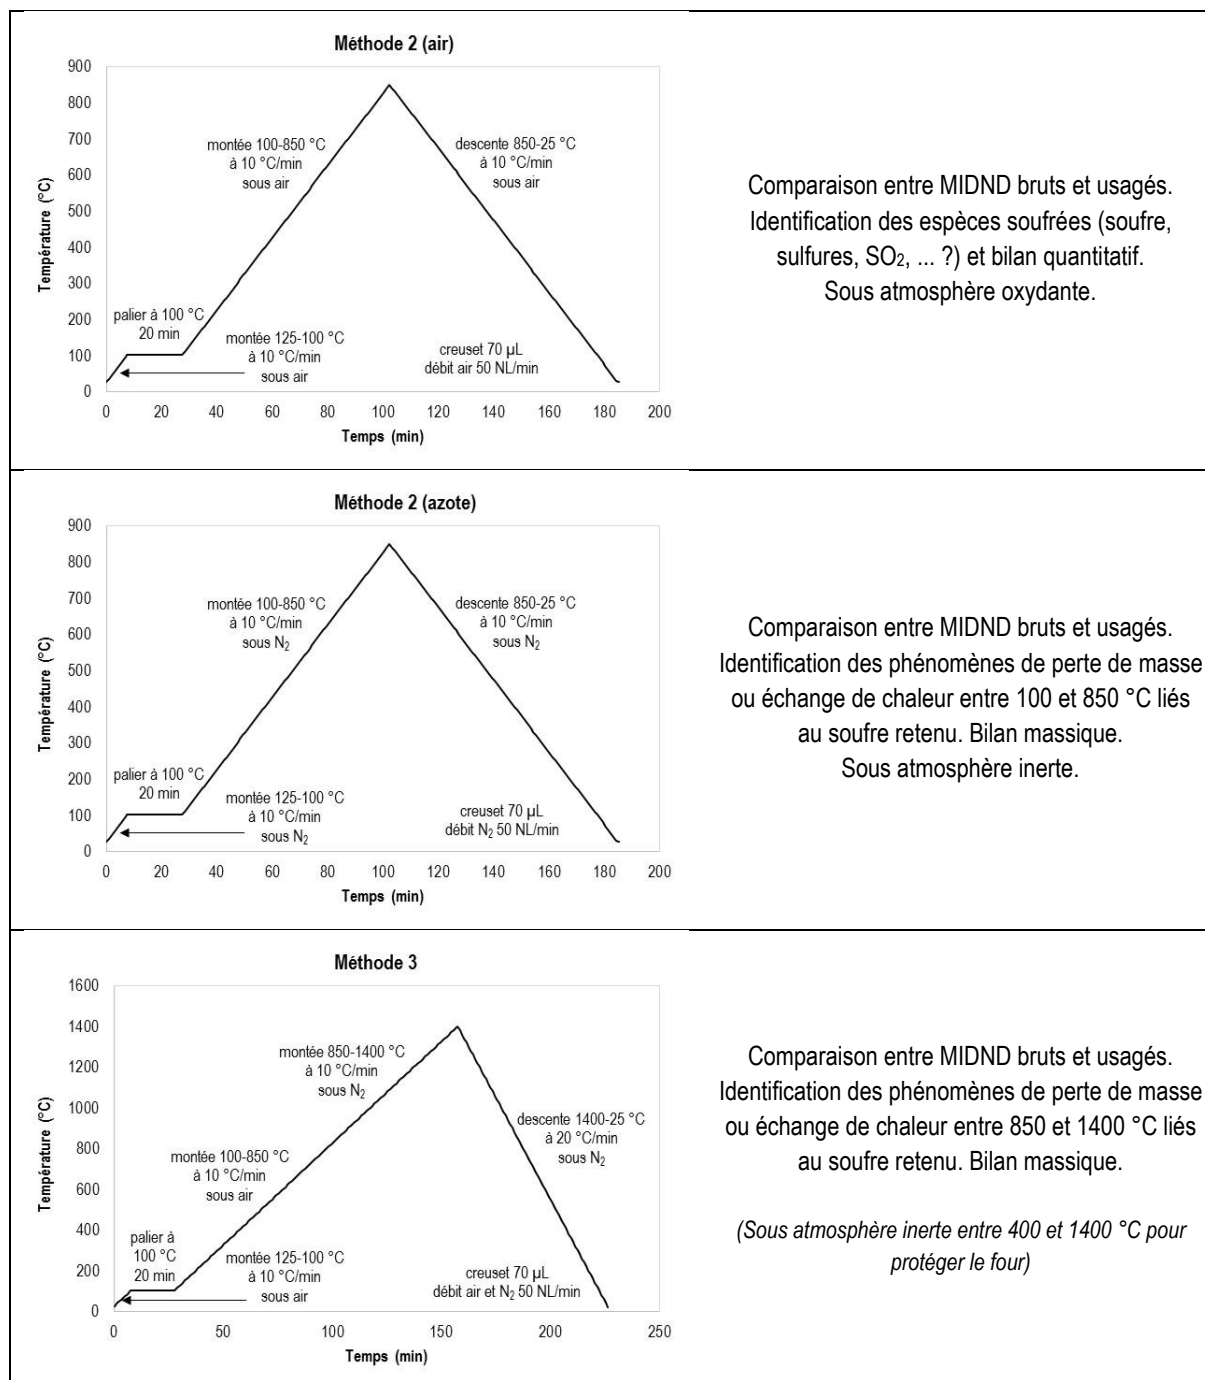 Méthode 2 (air)
900
800
700
600
500
400
300
200
100
0
Température (°C)
montée 100-850 °C
à 10 °C/min
sous air
descente 850-25 °C
à 10 °C/min
sous air
palier à 100 °C
20 min
montée 125-100 °C
à 10 °C/min
sous air
creuset 70 µL
débit air 50 NL/min
0 20 40 60 80 100 120 140 160 180 200
Temps (min)
Comparaison entre MIDND bruts et usagés.
Identification des espèces soufrées (soufre,
sulfures, SO2, ... ?) et bilan quantitatif.
Sous atmosphère oxydante.
Méthode 2 (azote)
900
800
700
600
500
400
300
200
100
0
Température (°C)
montée 100-850 °C
à 10 °C/min
sous N2
descente 850-25 °C
à 10 °C/min
sous N2
palier à 100 °C
20 min
montée 125-100 °C
à 10 °C/min
sous N2
creuset 70 µL
débit N2 50 NL/min
0 20 40 60 80 100 120 140 160 180 200
Temps (min)
Comparaison entre MIDND bruts et usagés.
Identification des phénomènes de perte de masse
ou échange de chaleur entre 100 et 850 °C liés
au soufre retenu. Bilan massique.
Sous atmosphère inerte.
Méthode 3
1600
1400
1200
1000
800
600
400
200
0
Température (°C)
montée 850-1400 °C
à 10 °C/min
sous N2
descente 1400-25 °C
à 20 °C/min
sous N2
montée 100-850 °C
à 10 °C/min
sous air
palier à
100 °C
20 min
montée 125-100 °C
à 10 °C/min
sous air
creuset 70 µL
débit air et N2 50 NL/min
0 50 100 150 200 250
Temps (min)
Comparaison entre MIDND bruts et usagés.
Identification des phénomènes de perte de masse
ou échange de chaleur entre 850 et 1400 °C liés
au soufre retenu. Bilan massique.
(Sous atmosphère inerte entre 400 et 1400 °C pour
protéger le four)